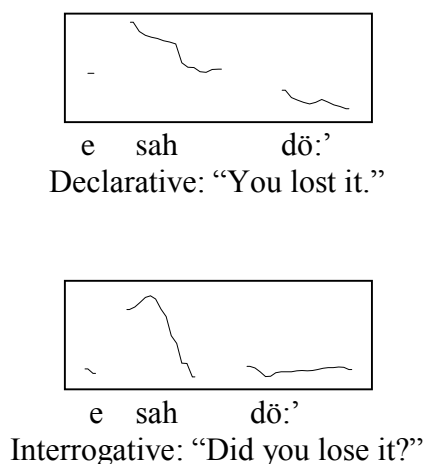 e sah dö:’
Declarative: “You lost it.”
e sah dö:’
Interrogative: “Did you lose it?”